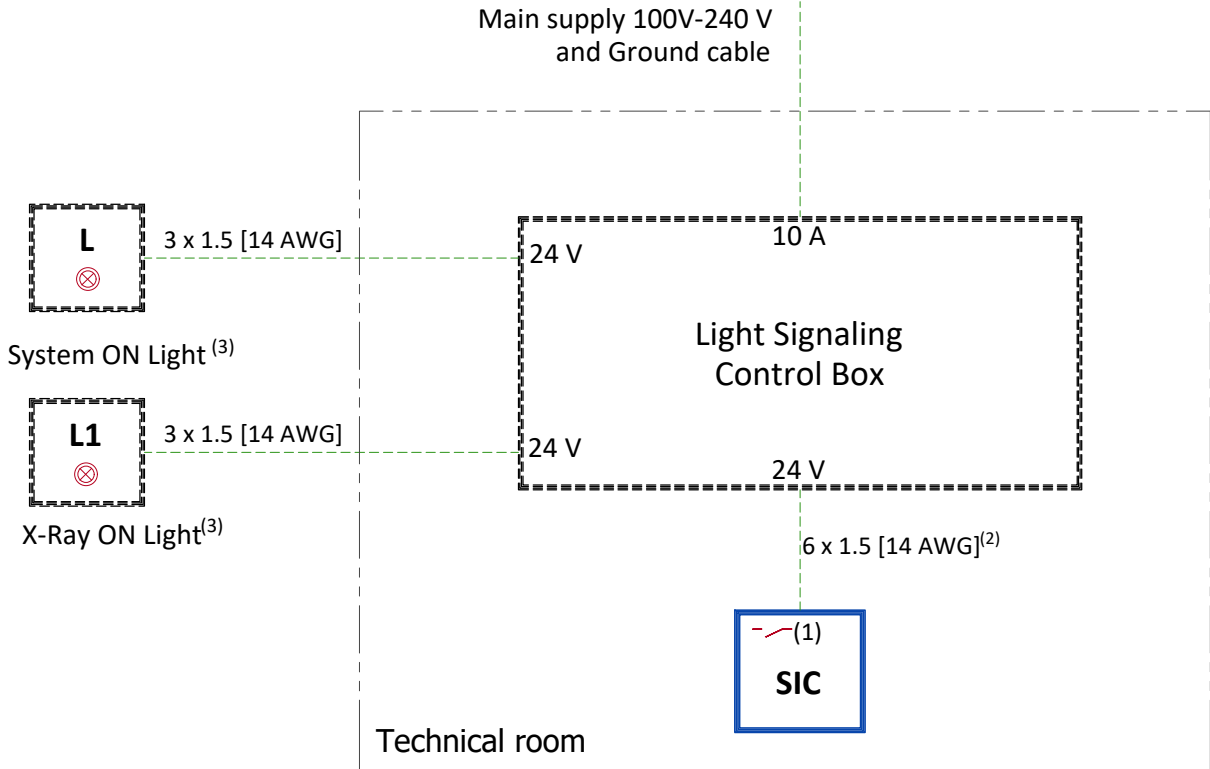 Main supply 100V-240 V
and Ground cable
L
3 x 1.5 [14 AWG]
24 V
10 A
System ON Light (3)
Light Signaling
Control Box
L1
3 x 1.5 [14 AWG]
24 V
24 V
X-Ray ON Light(3)
6 x 1.5 [14 AWG](2)
(1)
SIC
Technical room